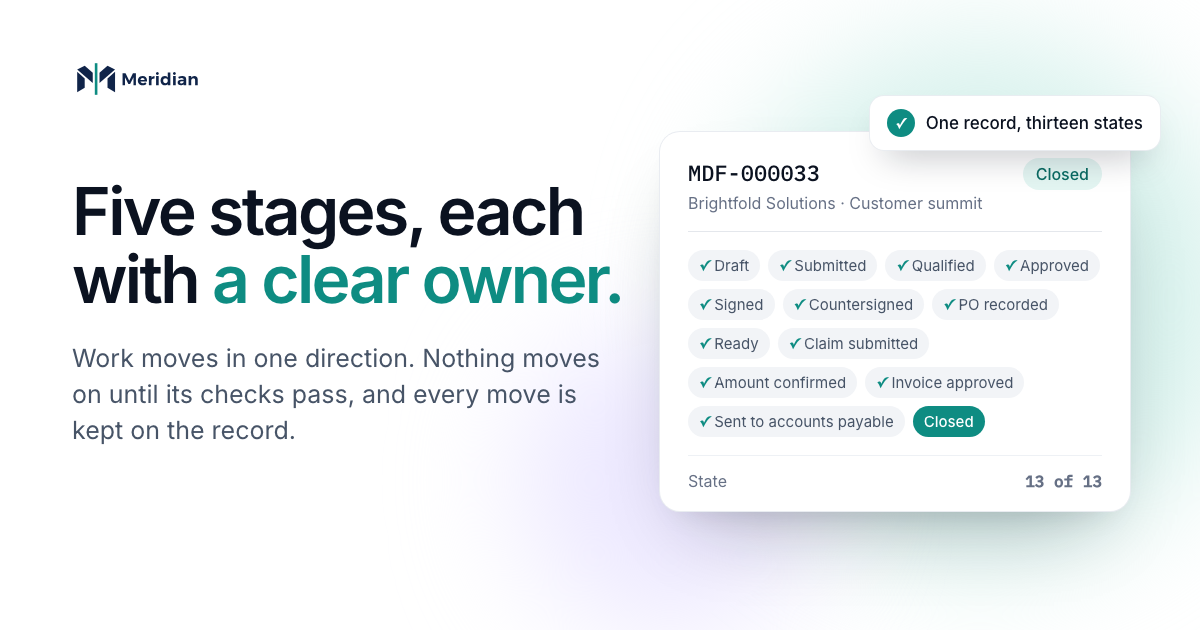 Meridian
Five stages, each
with a clear owner.
Work moves in one direction. Nothing moves
on until its checks pass, and every move is
kept on the record.
✓ One record, thirteen states
MDF-000033 Closed
Brightfold Solutions · Customer summit
✓ Draft ✓ Submitted ✓ Qualified ✓ Approved
✓ Signed ✓ Countersigned ✓ PO recorded
✓ Ready ✓ Claim submitted
✓ Amount confirmed ✓ Invoice approved
✓ Sent to accounts payable Closed
State 13 of 13